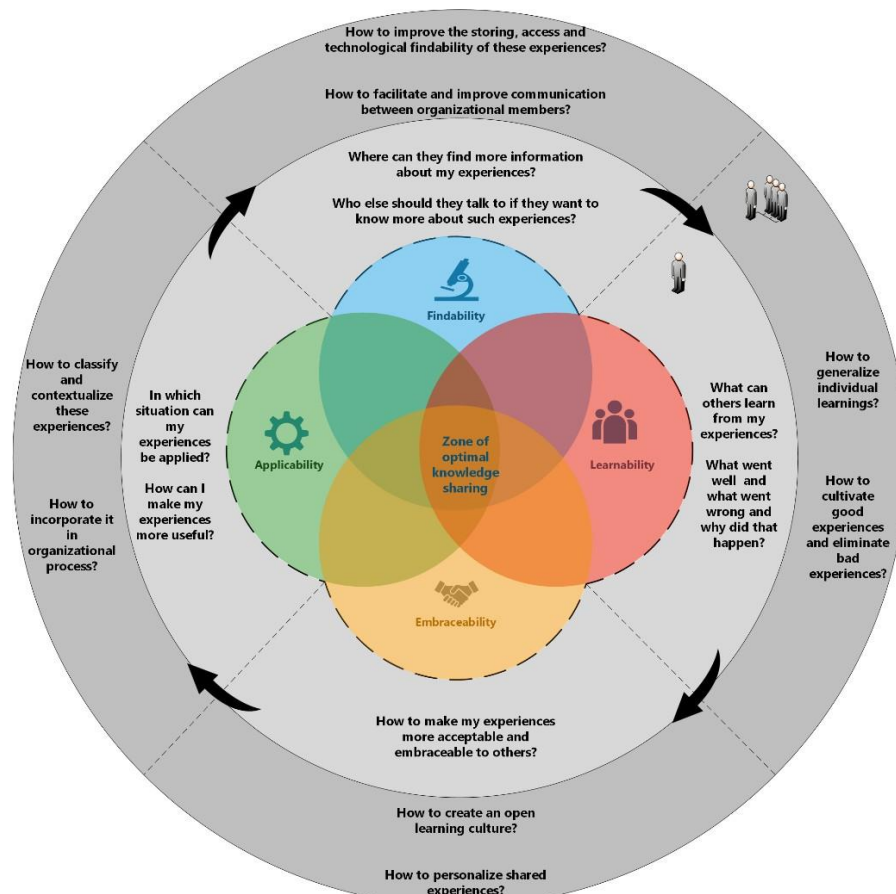 How to improve the storing, access and
technological findability of these experiences?
How to facilitate and improve communication
between organizational members?
Where can they find more information
about my experiences?
Who else should they talk to if they want to
know more about such experiences?
Findability
How to classify
and
contextualize
these
experiences?
How to
incorporate it in
organizational
process?
In which
situation can
my
experiences
be applied?
How can I
make my
experiences
more useful?
Applicability
Zone of
optimal
knowledge
sharing
Learnability
What can
others learn
from my
experiences?
What went
well and
what went
wrong and
why did that
happen?
How to
generalize
individual
learnings?
How to
cultivate
good
experiences
and eliminate
bad
experiences?
Embraceability
How to make my experiences
more acceptable and
embraceable to others?
How to create an open
learning culture?
How to personalize shared
experiences?